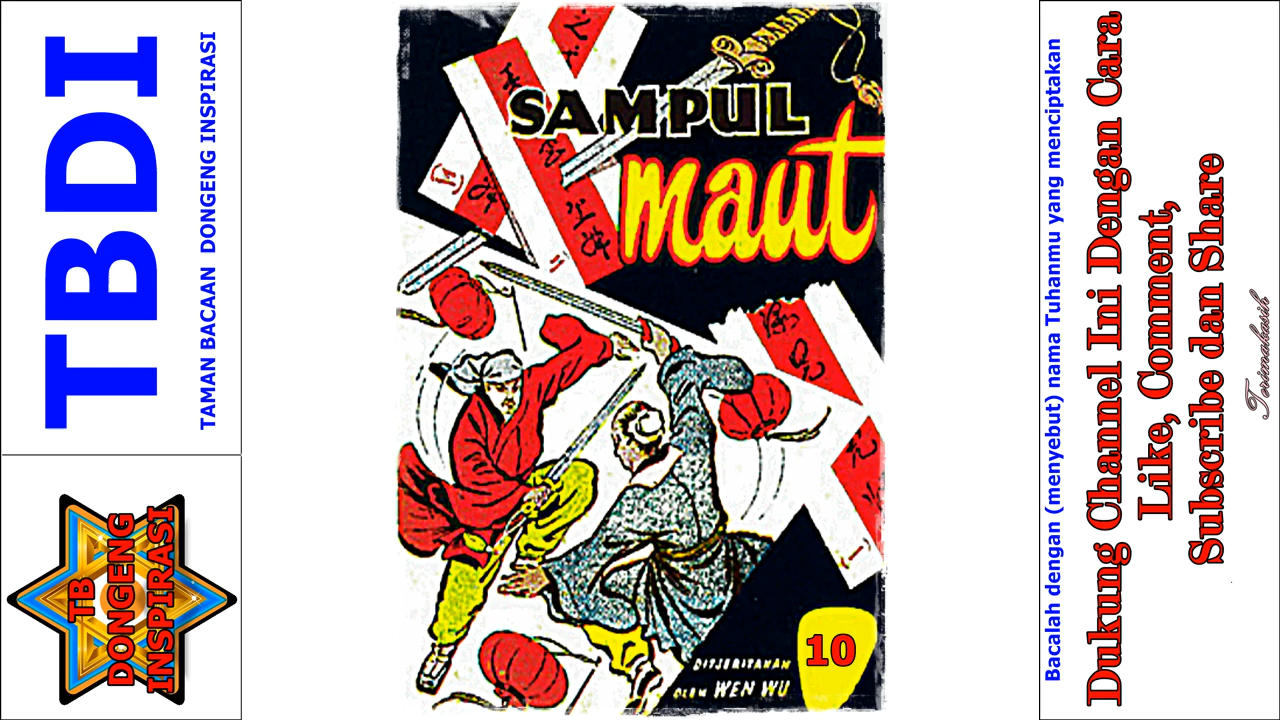 TBDI
TAMAN BACAAN DONGENG INSPIRASI
TB
DONGENG
INSPIRASI
SAMPUL
maut
10
DITJERITAKAN
OLEH WEN WU
Bacalah dengan (menyebut) nama Tuhanmu yang menciptakan
Dukung Channel Ini Dengan Cara
Like, Comment,
Subscribe dan Share
Terimakasih